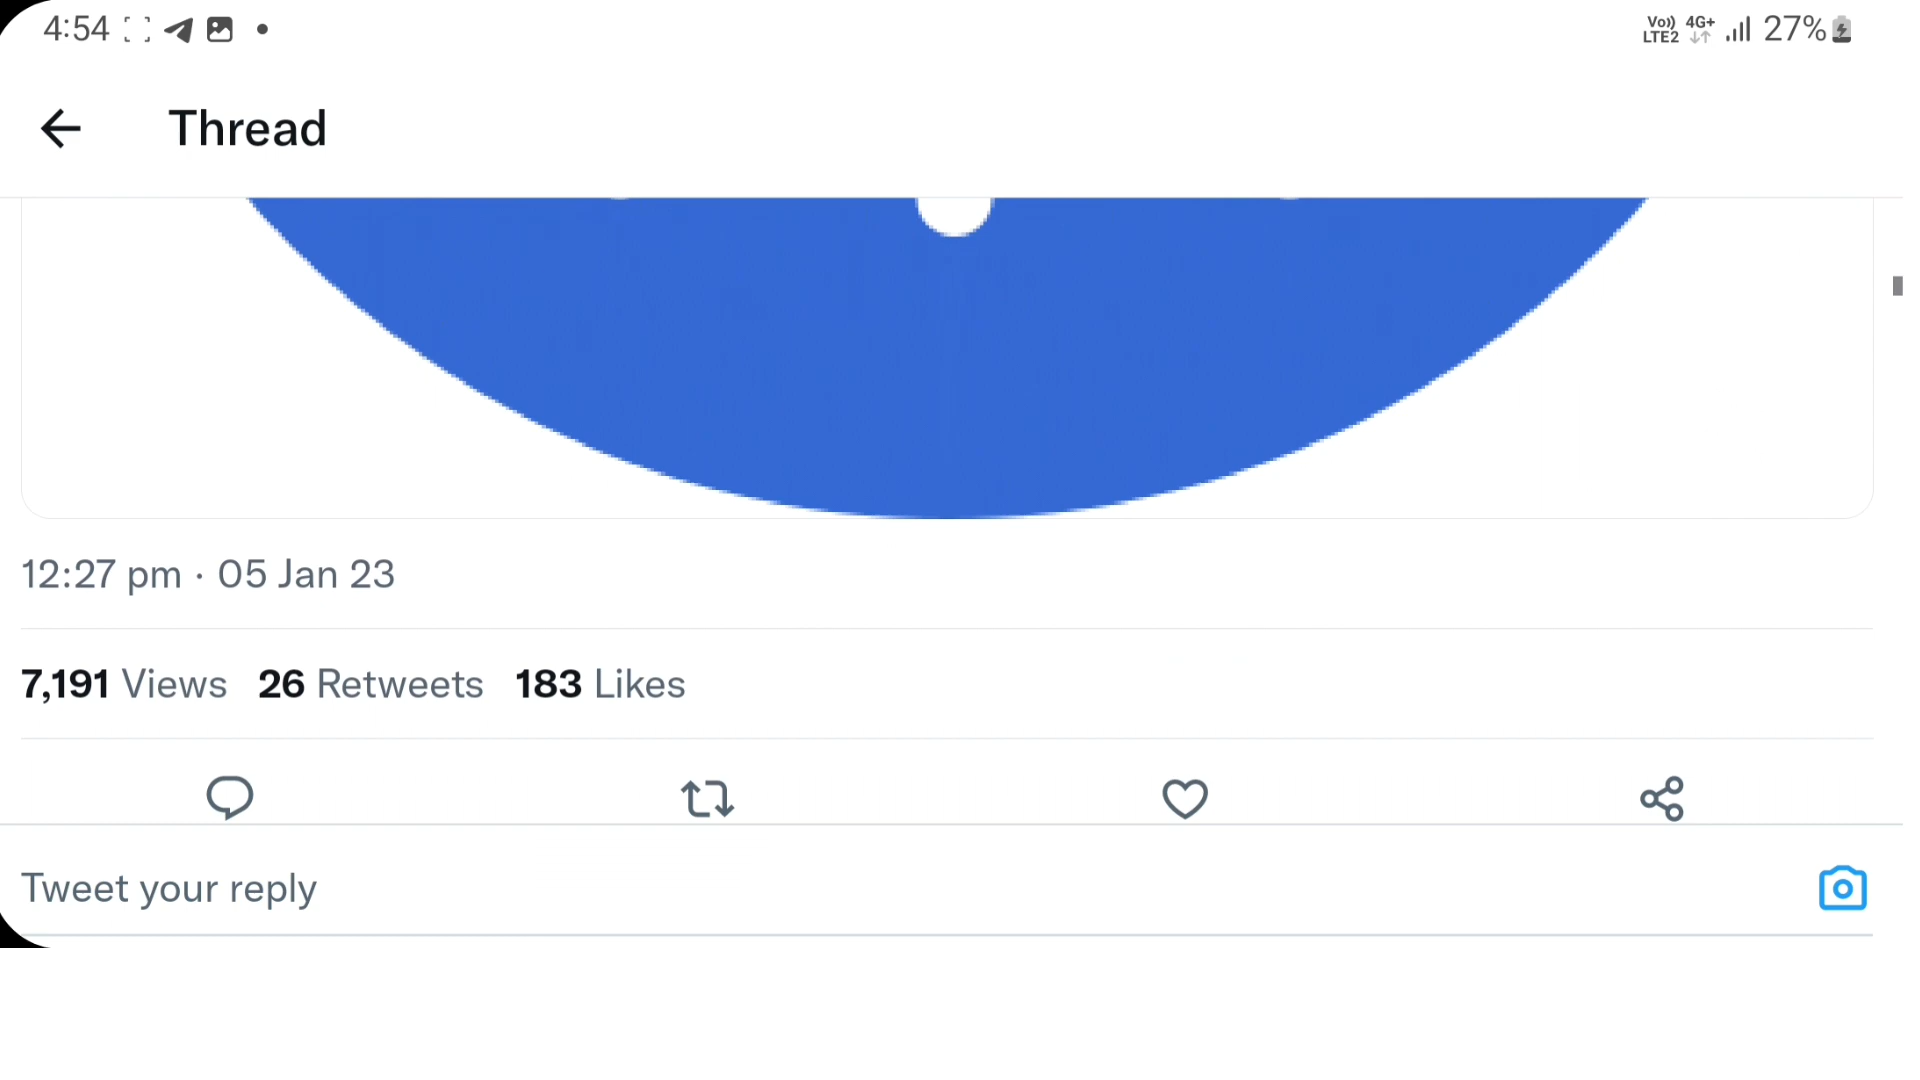 4:54 Vo)) LTE2 4G+ 27%
Thread
12:27 pm · 05 Jan 23
7,191 Views 26 Retweets 183 Likes
Tweet your reply